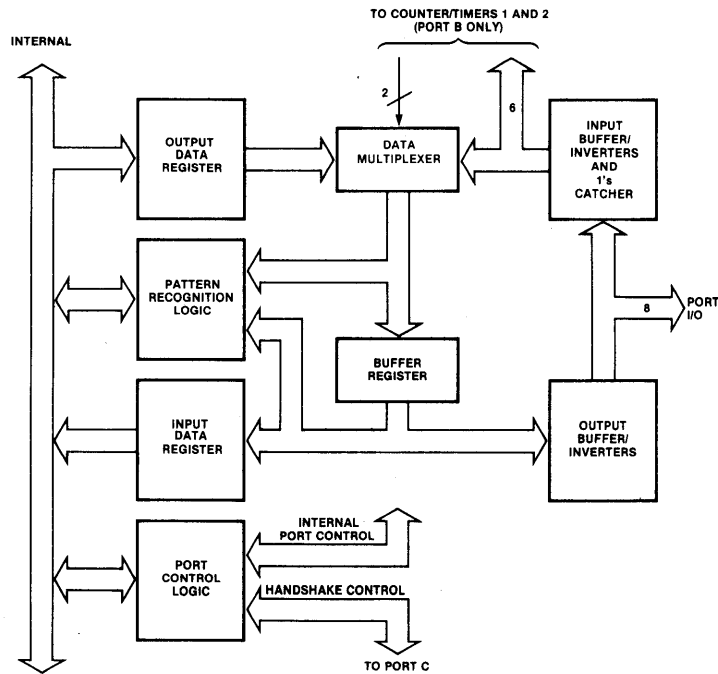 TO COUNTER/TIMERS 1 AND 2
(PORT B ONLY)
INTERNAL
2
6
OUTPUT
DATA
REGISTER
DATA
MULTIPLEXER
INPUT
BUFFER/
INVERTERS
AND
1's
CATCHER
PATTERN
RECOGNITION
LOGIC
8
PORT
I/O
BUFFER
REGISTER
INPUT
DATA
REGISTER
OUTPUT
BUFFER/
INVERTERS
PORT
CONTROL
LOGIC
INTERNAL
PORT CONTROL
HANDSHAKE CONTROL
TO PORT C